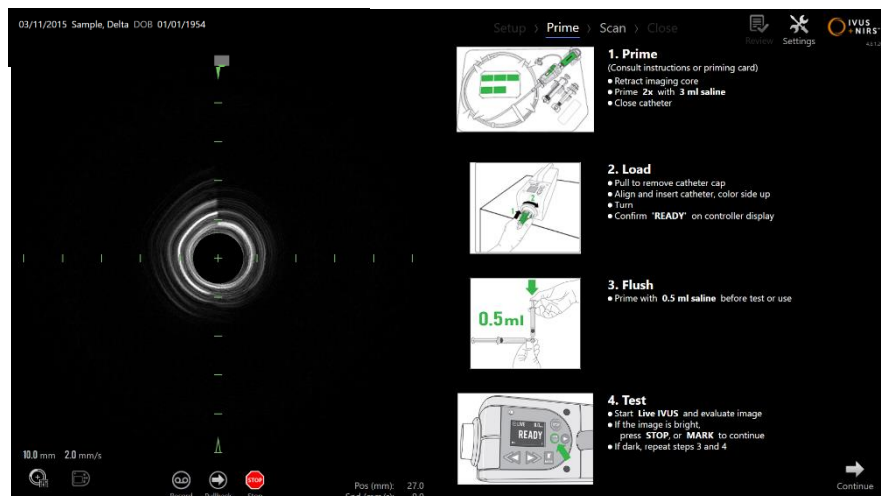 03/11/2015 Sample, Delta DOB 01/01/1954
Setup > Prime > Scan > Close
Review
Settings
IVUS
+NIRS
1. Prime
(Consult instructions or priming card)
● Retract imaging core
● Prime 2x with 3 ml saline
● Close catheter
2. Load
● Pull to remove catheter cap
● Align and insert catheter, color side up
● Turn
● Confirm 'READY' on controller display
3. Flush
● Prime with 0.5 ml saline before test or use
0.5ml
4. Test
● Start Live IVUS and evaluate image
● If the image is bright,
press STOP, or MARK to continue
● If dark, repeat steps 3 and 4
READY
10.0 mm 2.0 mm/s
Record
Pullback
STOP
Stop
Pos (mm): 27.0
Spd (mm/s): 0.0
Continue